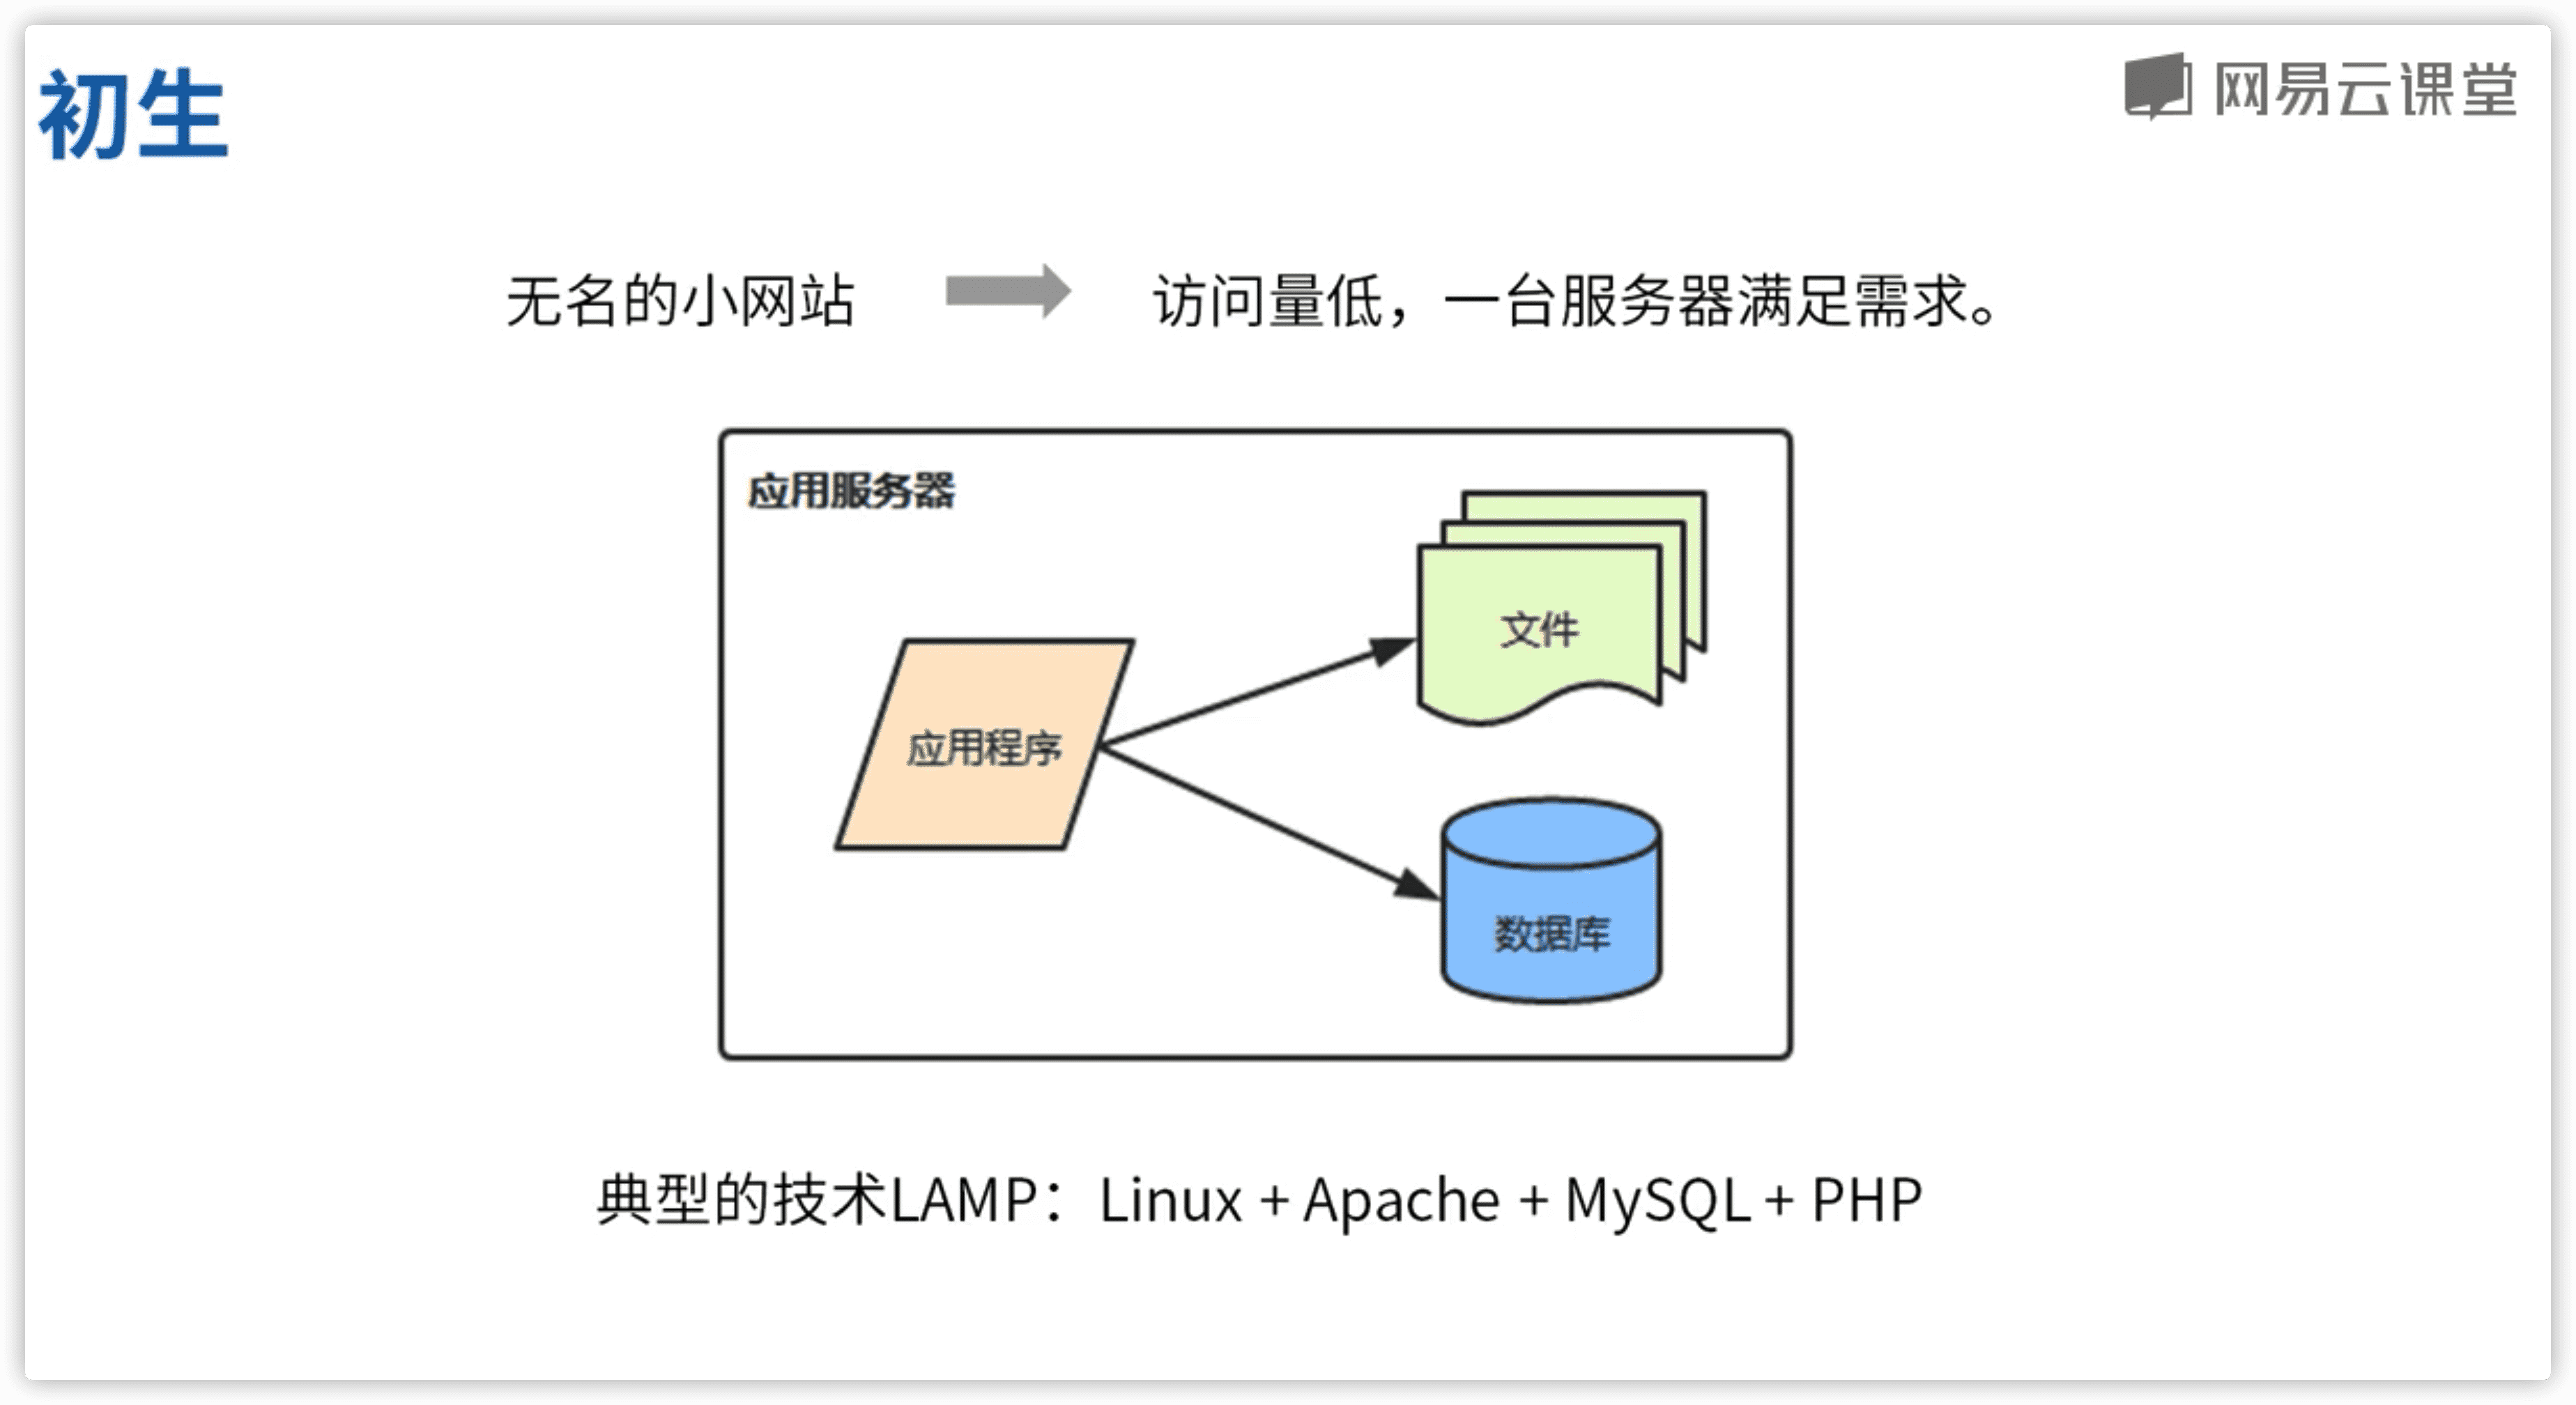 初生
网易云课堂
无名的小网站
访问量低，一台服务器满足需求。
应用服务器
文件
应用程序
数据库
典型的技术LAMP：Linux + Apache + MySQL + PHP